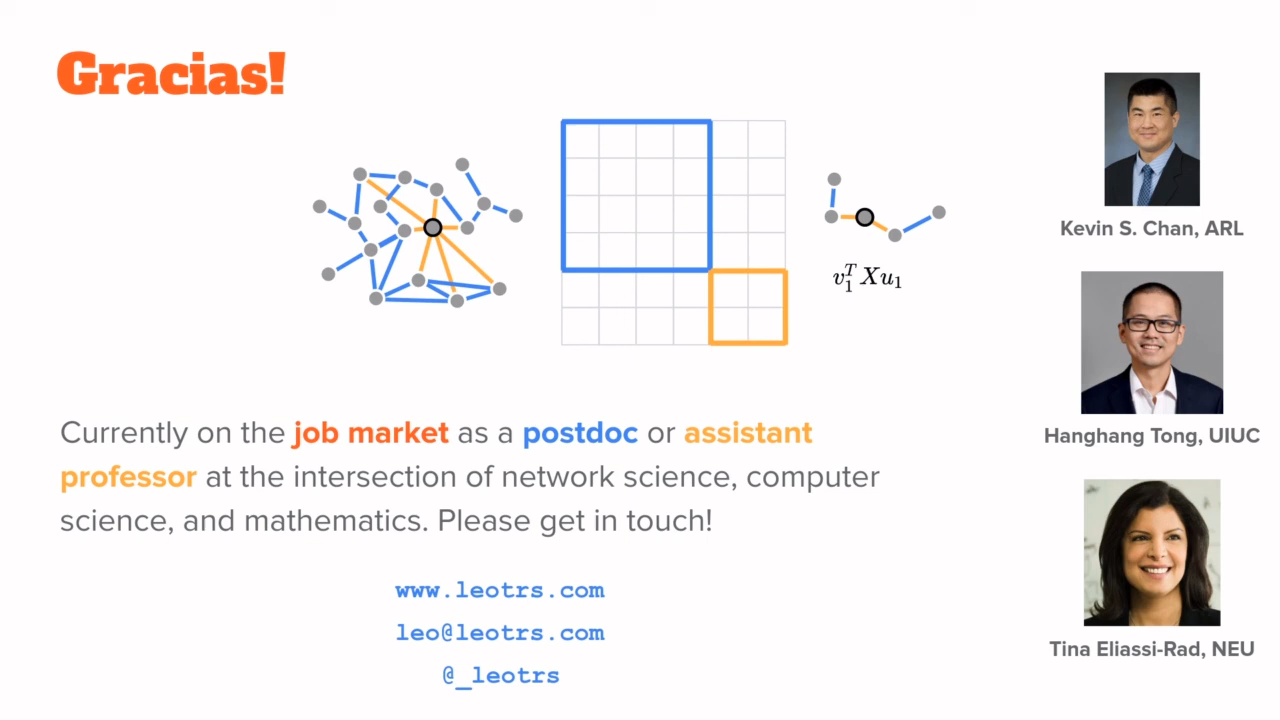 Gracias!
v₁ᵀ X u₁
Kevin S. Chan, ARL
Hanghang Tong, UIUC
Tina Eliassi-Rad, NEU
Currently on the job market as a postdoc or assistant
professor at the intersection of network science, computer
science, and mathematics. Please get in touch!
www.leotrs.com
leo@leotrs.com
@_leotrs